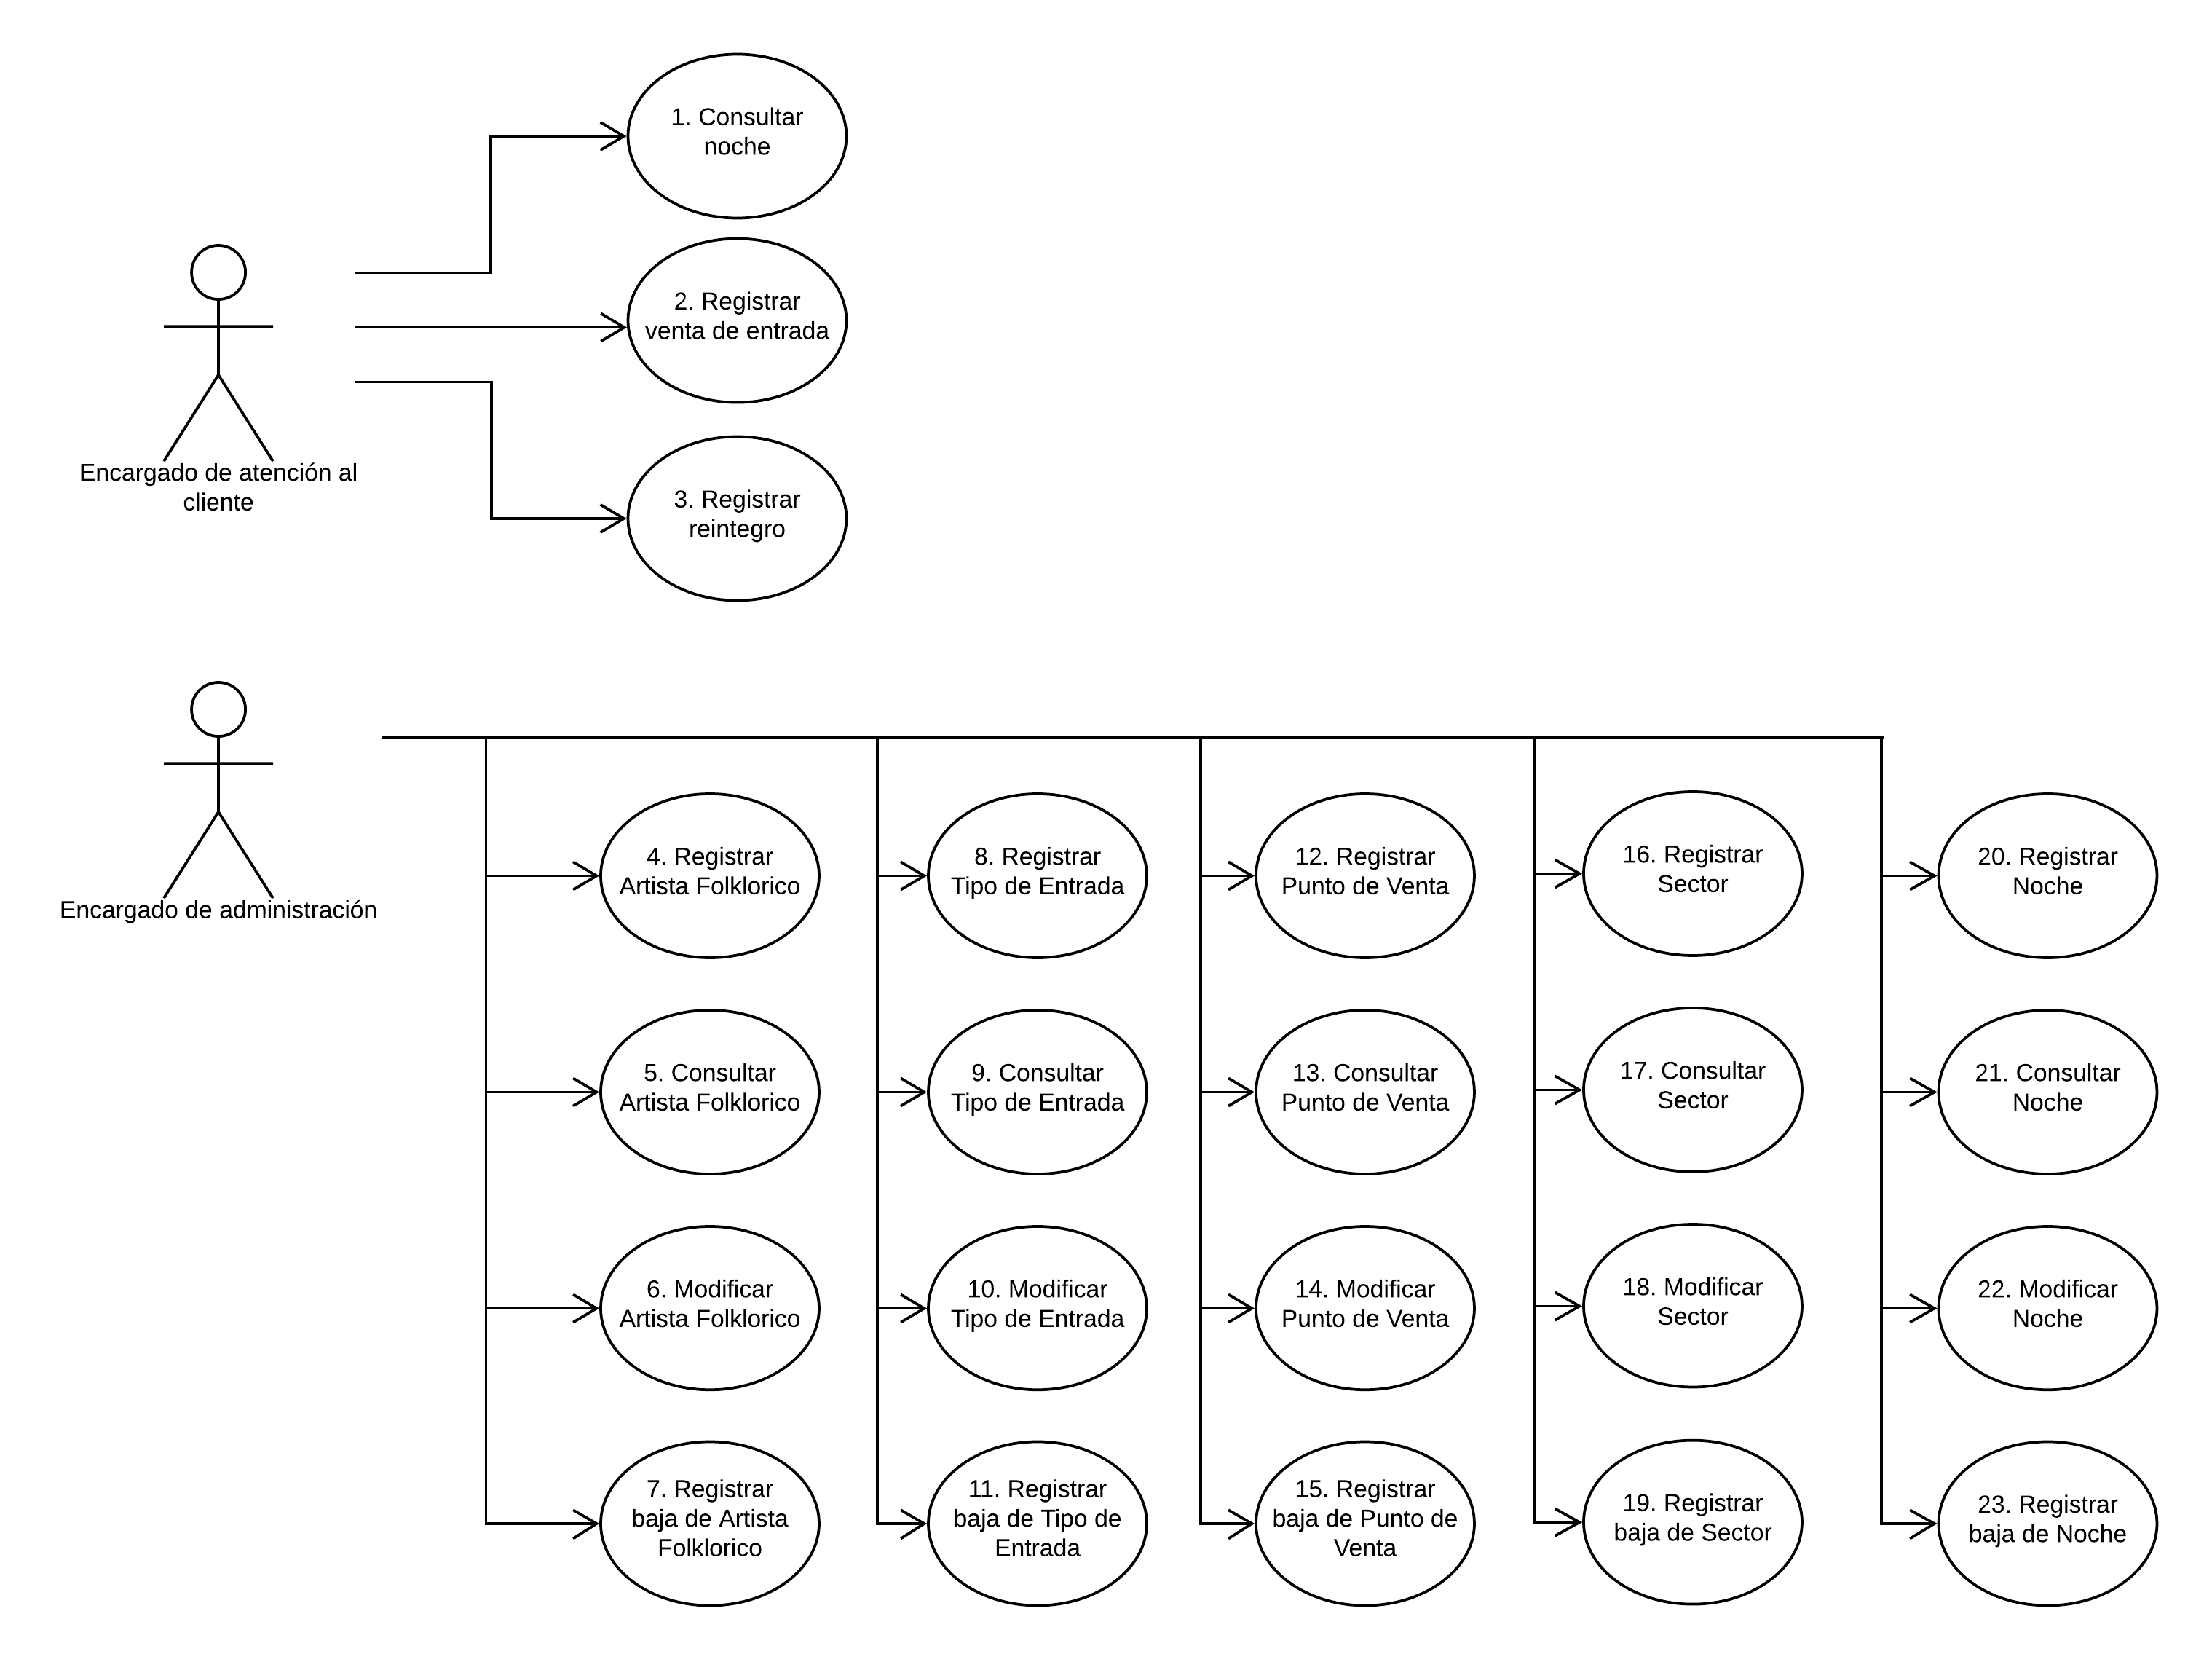 1. Consultar
noche
2. Registrar
venta de entrada
Encargado de atención al
cliente
3. Registrar
reintegro
Encargado de administración
4. Registrar
Artista Folklorico
8. Registrar
Tipo de Entrada
12. Registrar
Punto de Venta
16. Registrar
Sector
20. Registrar
Noche
5. Consultar
Artista Folklorico
9. Consultar
Tipo de Entrada
13. Consultar
Punto de Venta
17. Consultar
Sector
21. Consultar
Noche
6. Modificar
Artista Folklorico
10. Modificar
Tipo de Entrada
14. Modificar
Punto de Venta
18. Modificar
Sector
22. Modificar
Noche
7. Registrar
baja de Artista
Folklorico
11. Registrar
baja de Tipo de
Entrada
15. Registrar
baja de Punto de
Venta
19. Registrar
baja de Sector
23. Registrar
baja de Noche